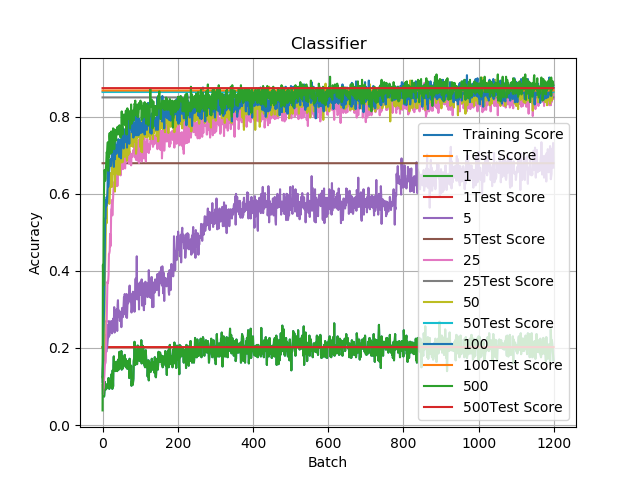 Classifier
Accuracy
0.8
0.6
0.4
0.2
0.0
Training Score
Test Score
1
1Test Score
5
5Test Score
25
25Test Score
50
50Test Score
100
100Test Score
500
500Test Score
0
200
400
600
800
1000
1200
Batch